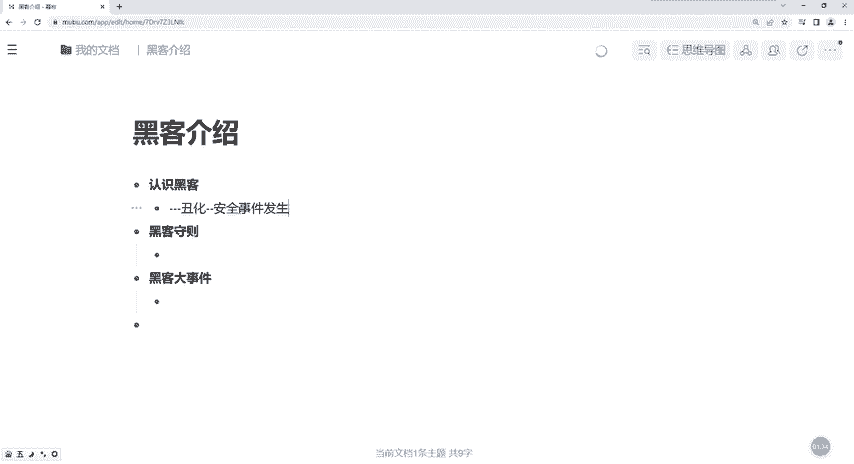 黑客介绍 - 幕布
mubu.com/app/edit/home/7Drv7Z3LNIc
我的文档 | 黑客介绍
思维导图
黑客介绍
认识黑客
---丑化--安全事件发生
黑客守则
黑客大事件
当前文档1条主题 共9字
五